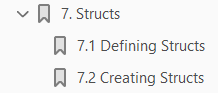 7. Structs
7.1 Defining Structs
7.2 Creating Structs